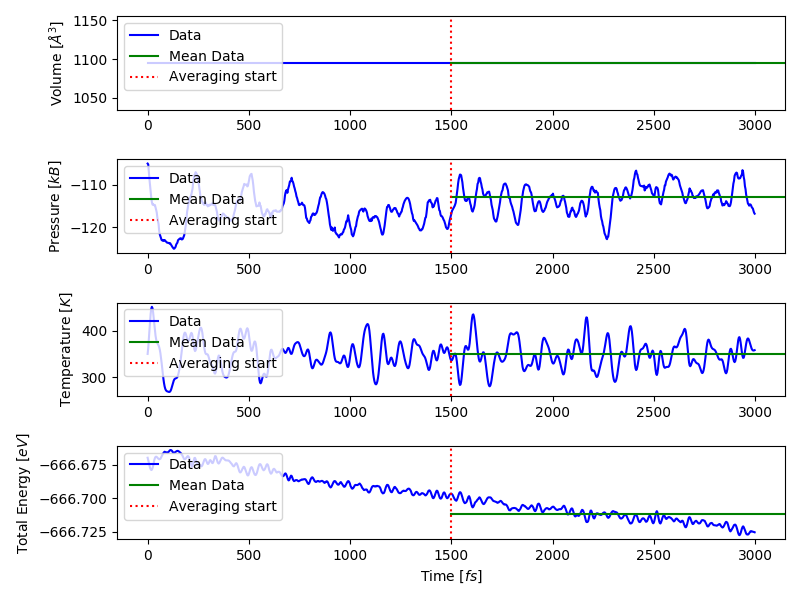 Volume [Å³]
1150
1100
1050
Data
Mean Data
Averaging start
0 500 1000 1500 2000 2500 3000
Pressure [kB]
−110
−120
Data
Mean Data
Averaging start
0 500 1000 1500 2000 2500 3000
Temperature [K]
400
300
Data
Mean Data
Averaging start
0 500 1000 1500 2000 2500 3000
Total Energy [eV]
−666.675
−666.700
−666.725
Data
Mean Data
Averaging start
0 500 1000 1500 2000 2500 3000
Time [fs]